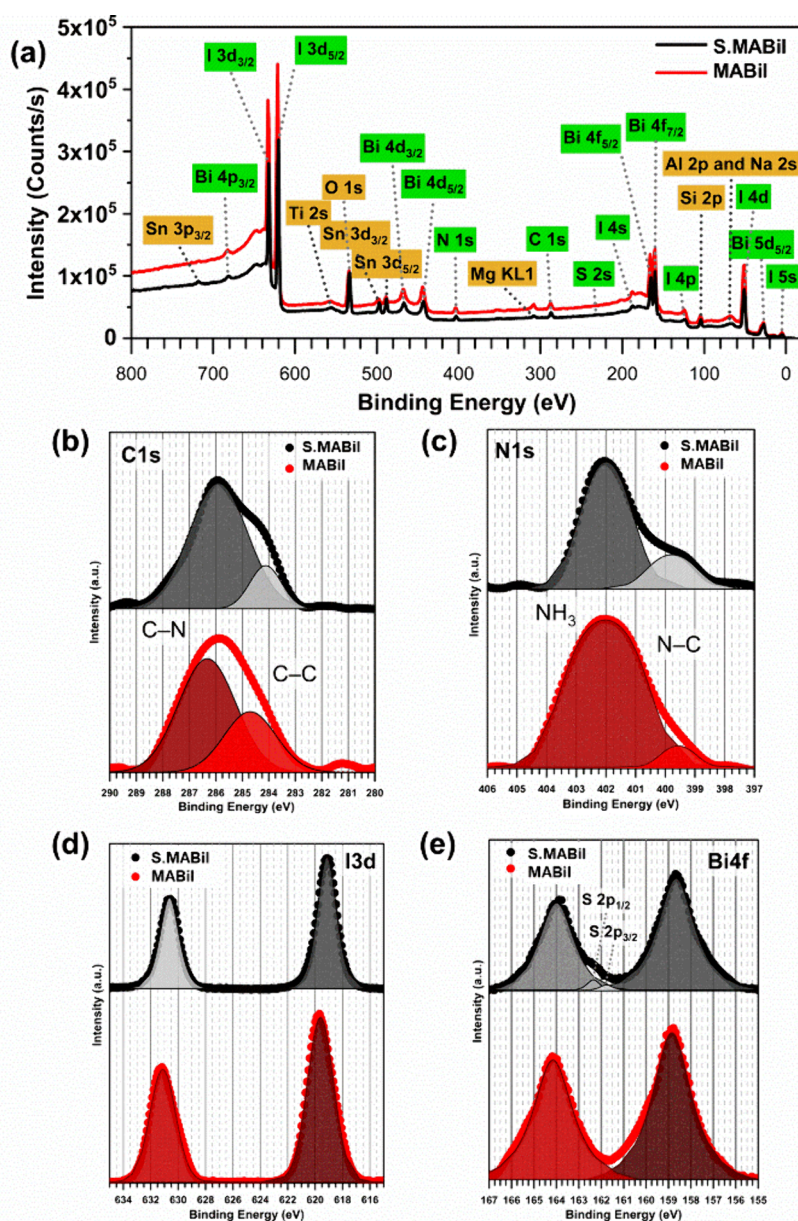 (a)
Intensity (Counts/s)
5x10⁵
4x10⁵
3x10⁵
2x10⁵
1x10⁵
0
S.MABiI
MABiI
I 3d3/2
I 3d5/2
Bi 4p3/2
Sn 3p3/2
Ti 2s
O 1s
Sn 3d3/2
Sn 3d5/2
Bi 4d3/2
Bi 4d5/2
N 1s
Mg KL1
C 1s
S 2s
I 4s
Bi 4f5/2
Bi 4f7/2
I 4p
Si 2p
Al 2p and Na 2s
I 4d
Bi 5d5/2
I 5s
800 700 600 500 400 300 200 100 0
Binding Energy (eV)
(b)
C1s
S.MABiI
MABiI
Intensity (a.u.)
C–N
C–C
290 289 288 287 286 285 284 283 282 281 280
Binding Energy (eV)
(c)
N1s
S.MABiI
MABiI
Intensity (a.u.)
NH3
N–C
406 405 404 403 402 401 400 399 398 397
Binding Energy (eV)
(d)
I3d
S.MABiI
MABiI
Intensity (a.u.)
634 632 630 628 626 624 622 620 618 616
Binding Energy (eV)
(e)
Bi4f
S.MABiI
MABiI
S 2p1/2
S 2p3/2
Intensity (a.u.)
167 166 165 164 163 162 161 160 159 158 157 156 155
Binding Energy (eV)